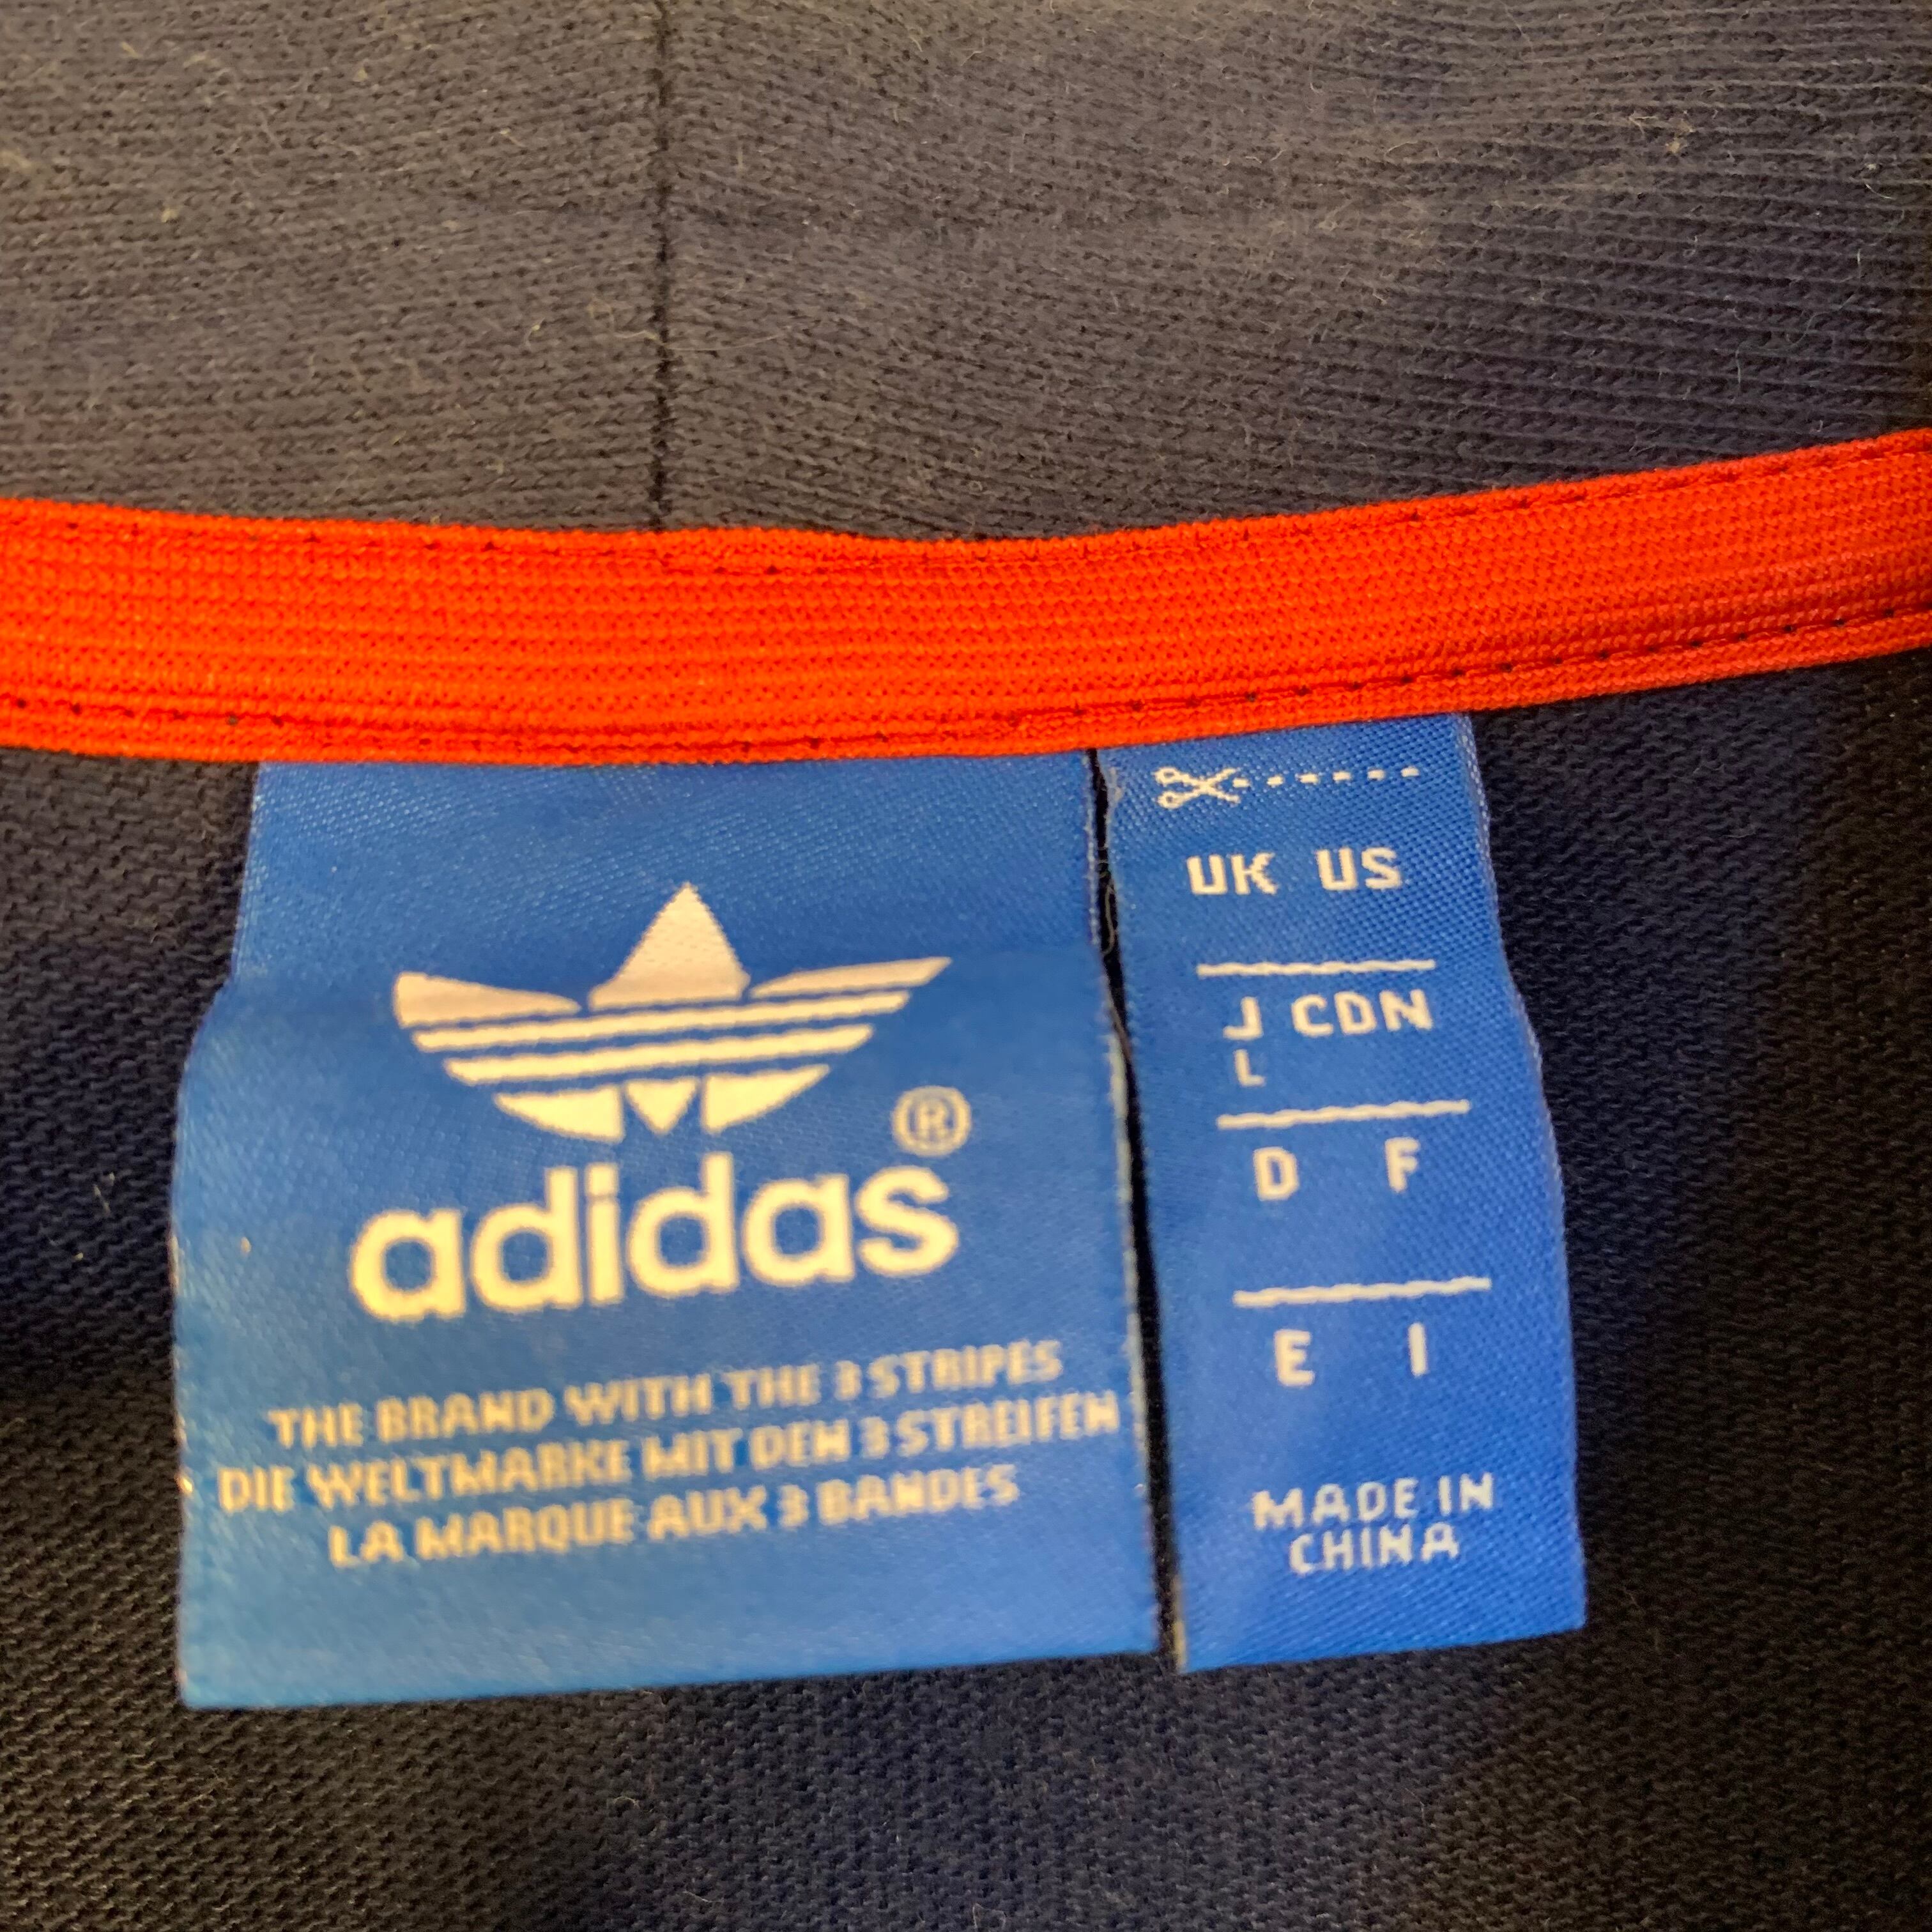 ®
adidas
THE BRAND WITH THE 3 STRIPES
DIE WELTMARKE MIT DEN 3 STREIFEN
LA MARQUE AUX 3 BANDES
UK US
J CDN
L
D F
E I
MADE IN
CHINA